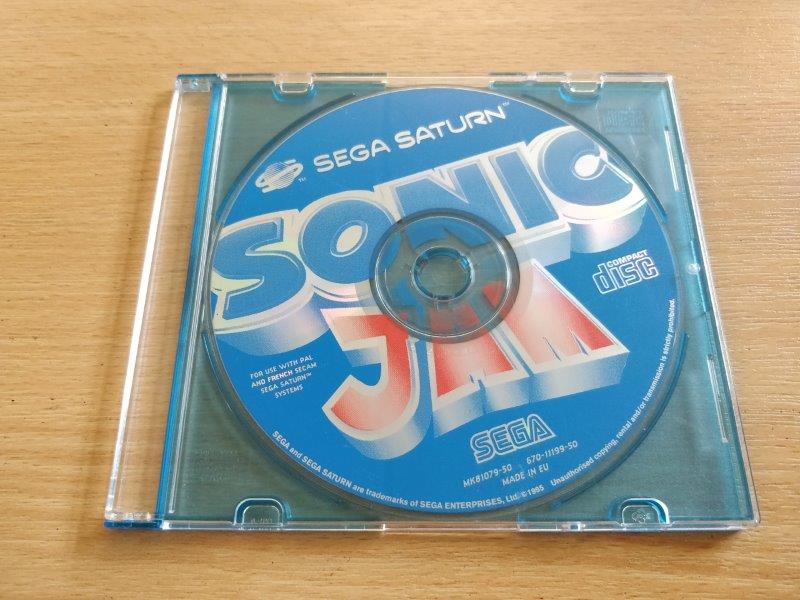 SEGA SATURN™
TM
SONIC
JAM
COMPACT
disc
FOR USE WITH PAL
AND FRENCH SECAM
SEGA SATURN™
SYSTEMS
SEGA
MK81079-50 670-11199-50
MADE IN EU
SEGA and SEGA SATURN are trademarks of SEGA ENTERPRISES, Ltd. ©1995 Unauthorised copying, rental and/or transmission is strictly prohibited.